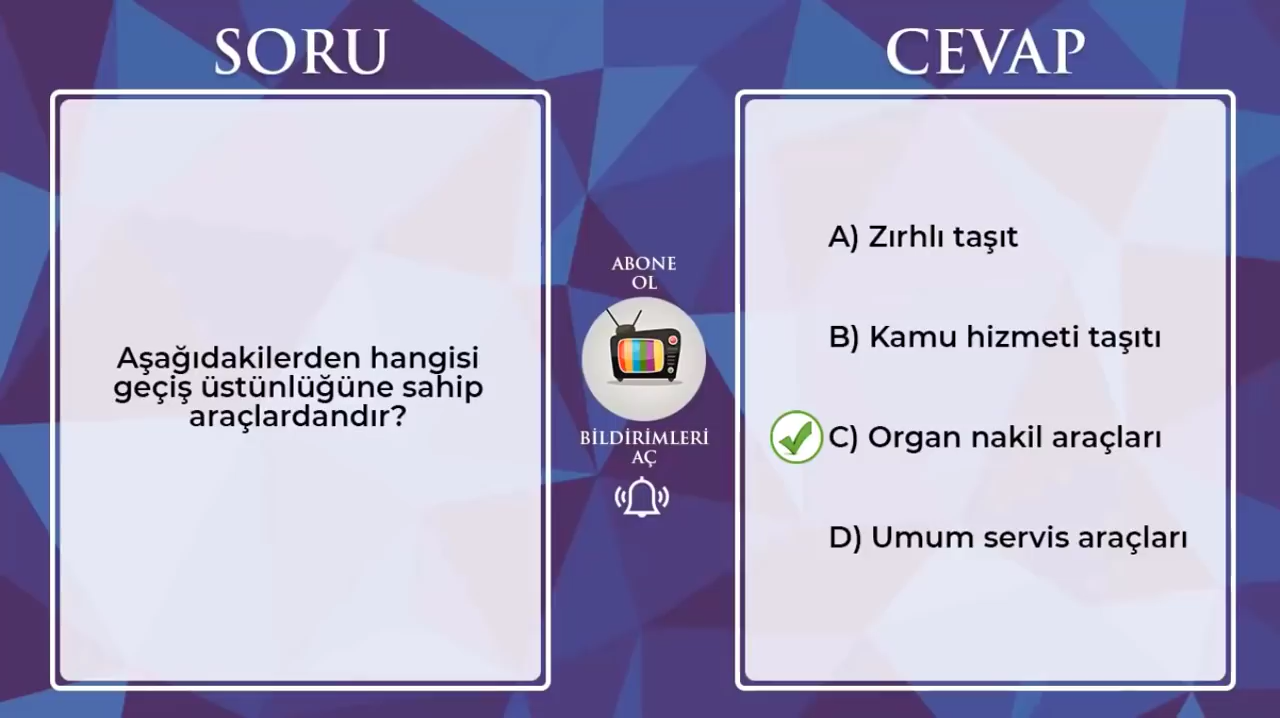 SORU
Aşağıdakilerden hangisi
geçiş üstünlüğüne sahip
araçlardandır?
ABONE
OL
BİLDİRİMLERİ
AÇ
CEVAP
A) Zırhlı taşıt
B) Kamu hizmeti taşıtı
C) Organ nakil araçları
D) Umum servis araçları